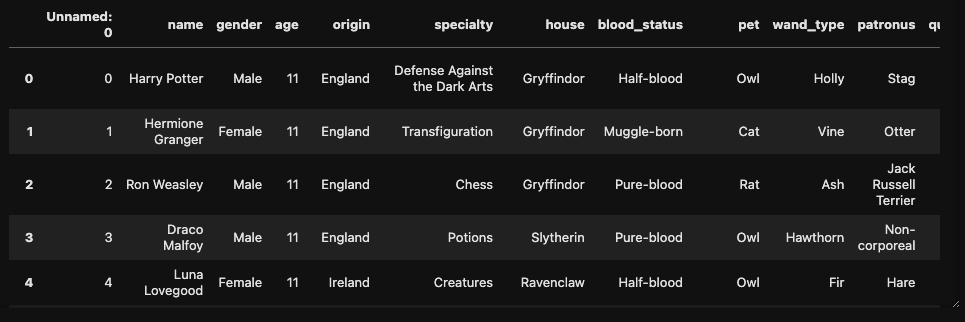 Unnamed: 0 name gender age origin specialty house blood_status pet wand_type patronus qu
0 0 Harry Potter Male 11 England Defense Against the Dark Arts Gryffindor Half-blood Owl Holly Stag
1 1 Hermione Granger Female 11 England Transfiguration Gryffindor Muggle-born Cat Vine Otter
2 2 Ron Weasley Male 11 England Chess Gryffindor Pure-blood Rat Ash Jack Russell Terrier
3 3 Draco Malfoy Male 11 England Potions Slytherin Pure-blood Owl Hawthorn Non-corporeal
4 4 Luna Lovegood Female 11 Ireland Creatures Ravenclaw Half-blood Owl Fir Hare